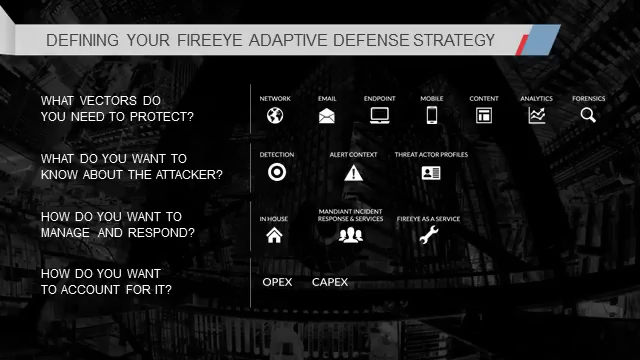 DEFINING YOUR FIREEYE ADAPTIVE DEFENSE STRATEGY
WHAT VECTORS DO
YOU NEED TO PROTECT?
NETWORK EMAIL ENDPOINT MOBILE CONTENT ANALYTICS FORENSICS
WHAT DO YOU WANT TO
KNOW ABOUT THE ATTACKER?
DETECTION ALERT CONTEXT THREAT ACTOR PROFILES
HOW DO YOU WANT TO
MANAGE AND RESPOND?
IN HOUSE
MANDIANT INCIDENT
RESPONSE & SERVICES
FIREEYE AS A SERVICE
HOW DO YOU WANT
TO ACCOUNT FOR IT?
OPEX CAPEX